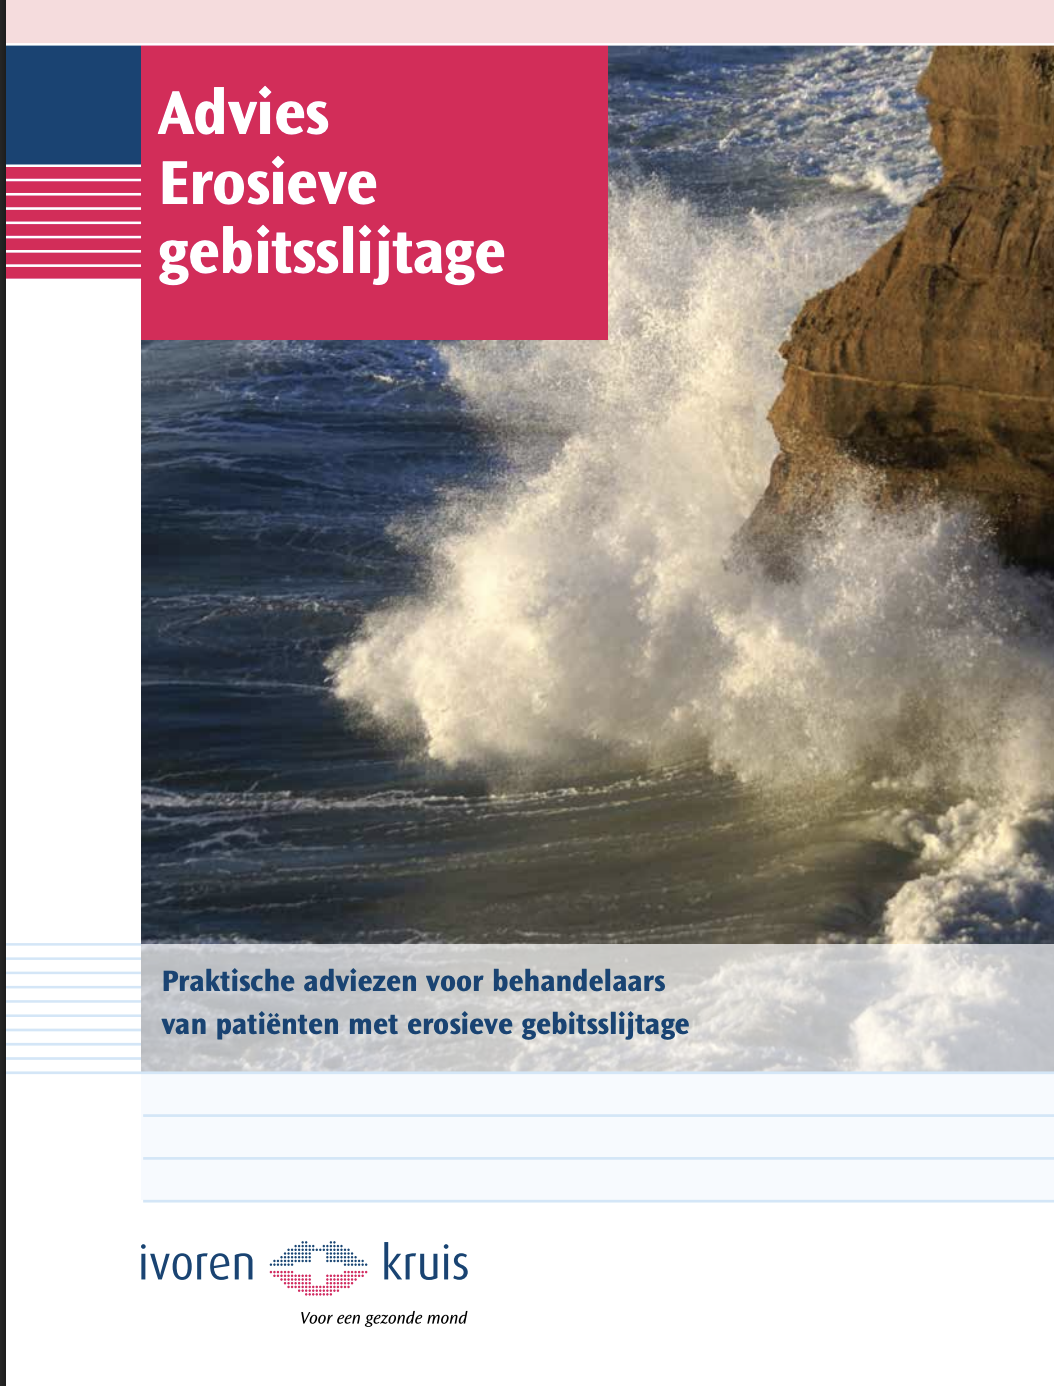 Advies
Erosieve
gebitsslijtage
Praktische adviezen voor behandelaars
van patiënten met erosieve gebitsslijtage
ivoren kruis
Voor een gezonde mond